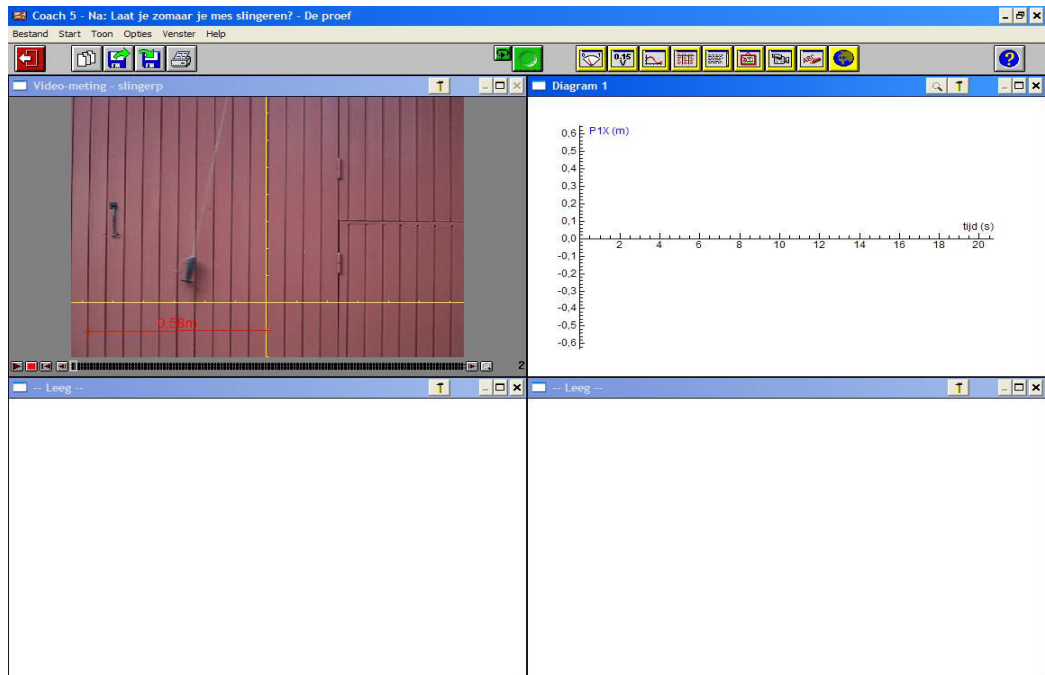 Coach 5 - Na: Laat je zomaar je mes slingeren? - De proef
Bestand Start Toon Opties Venster Help
0,15
V
Video-meting - slingerp
0,58m
2
Diagram 1
P1X (m)
0,6
0,5
0,4
0,3
0,2
0,1
0,0
-0,1
-0,2
-0,3
-0,4
-0,5
-0,6
2 4 6 8 10 12 14 16 18 20
tijd (s)
-- Leeg --
-- Leeg --